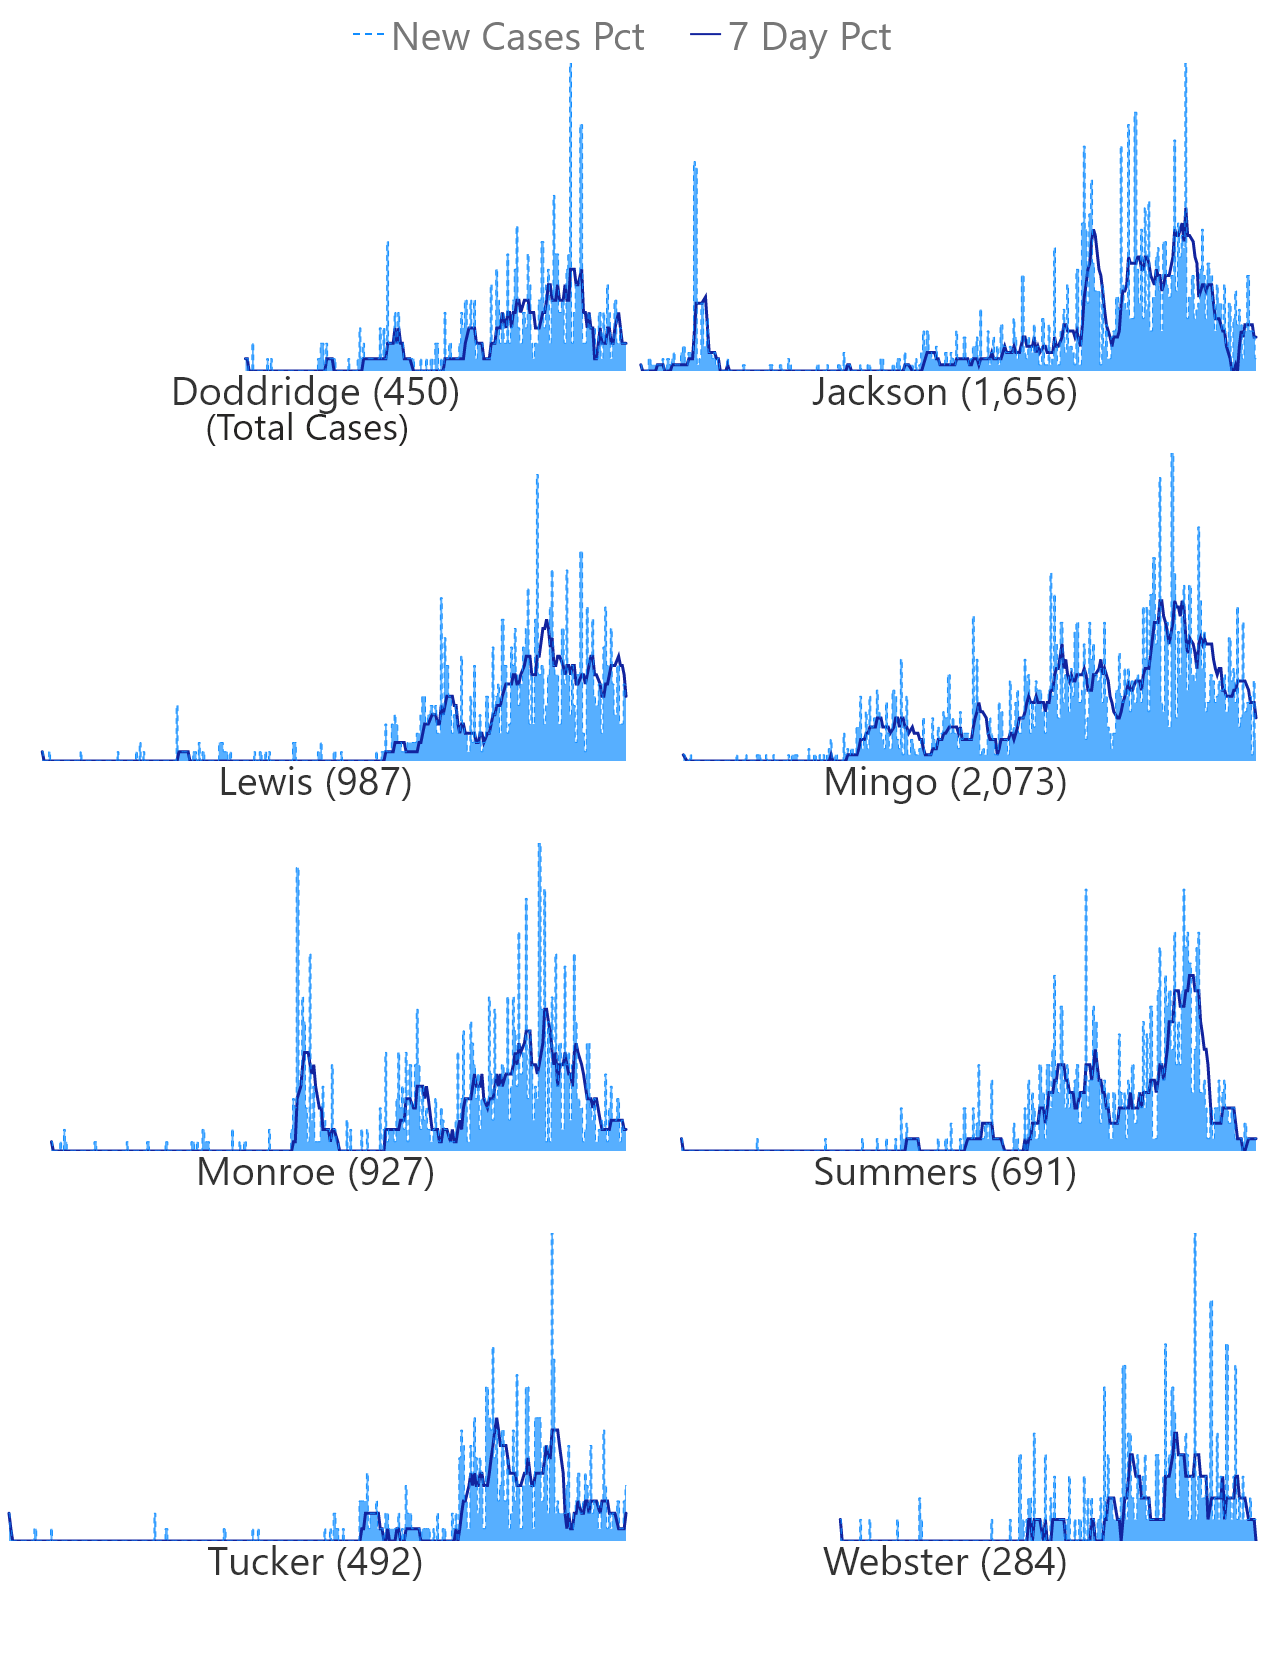 New Cases Pct 7 Day Pct
Doddridge (450) Jackson (1,656)
(Total Cases)
Lewis (987) Mingo (2,073)
Monroe (927) Summers (691)
Tucker (492) Webster (284)